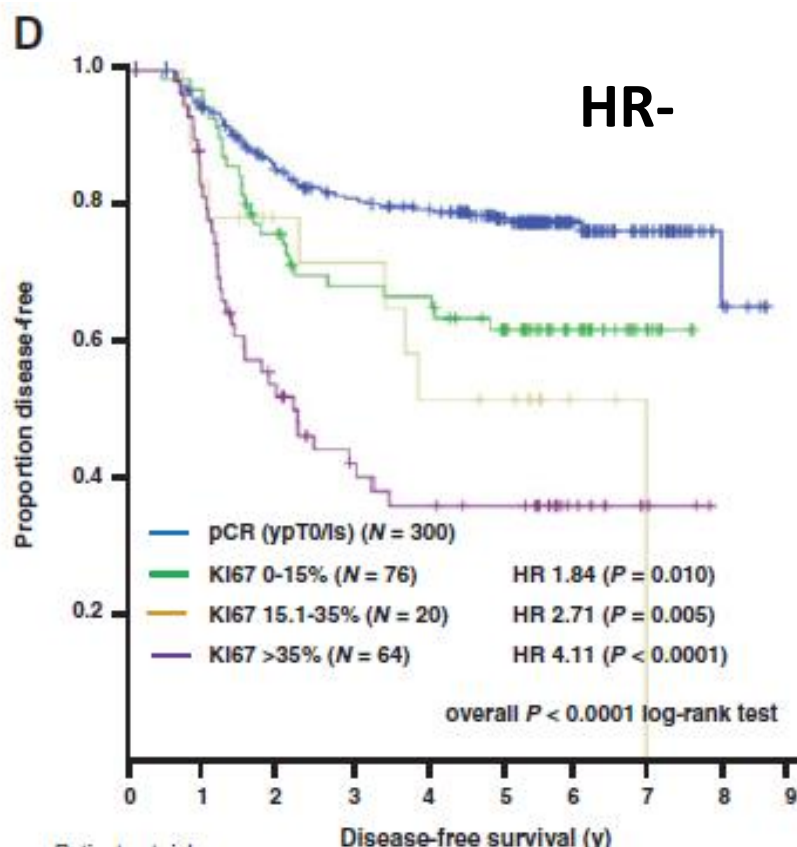 D
HR-
1.0
0.8
0.6
0.4
0.2
Proportion disease-free
pCR (ypT0/Is) (N = 300)
KI67 0-15% (N = 76) HR 1.84 (P = 0.010)
KI67 15.1-35% (N = 20) HR 2.71 (P = 0.005)
KI67 >35% (N = 64) HR 4.11 (P < 0.0001)
overall P < 0.0001 log-rank test
0 1 2 3 4 5 6 7 8 9
Disease-free survival (y)